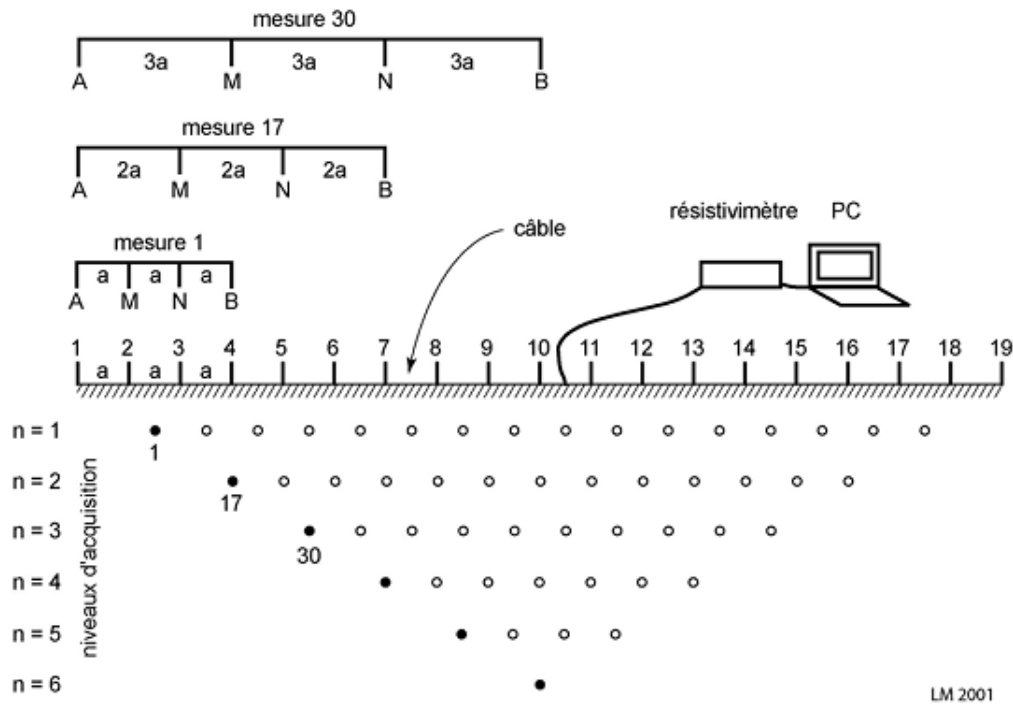 mesure 30
3a 3a 3a
A M N B
mesure 17
2a 2a 2a
A M N B
résistivimètre PC
câble
mesure 1
a a a
A M N B
1 2 3 4 5 6 7 8 9 10 11 12 13 14 15 16 17 18 19
a a a
n = 1
1
n = 2
17
n = 3
30
n = 4
n = 5
n = 6
niveaux d'acquisition
LM 2001